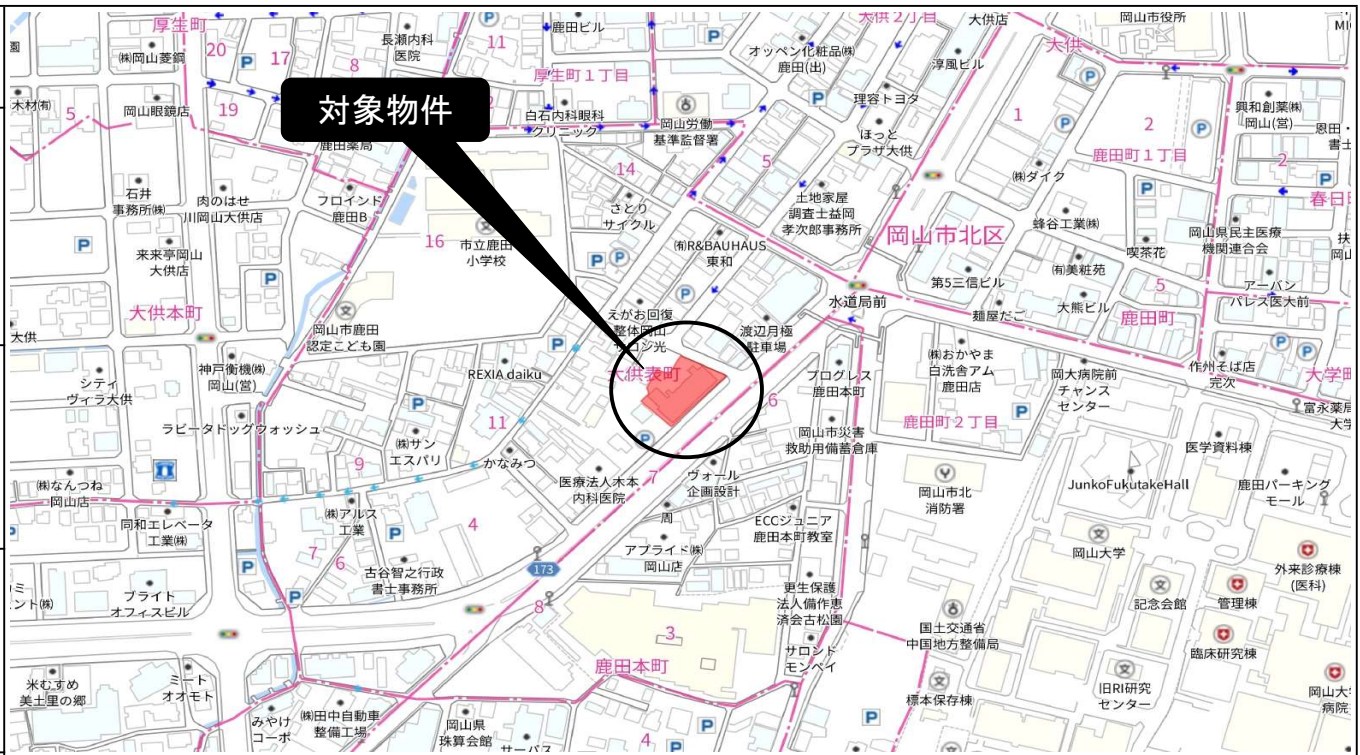 厚生町
20
17
㈱岡山菱鋼
P
長瀬内科
医院
11
鹿田ビル
P
大供2丁目
大供店
オッペン化粧品㈱
鹿田(出)
淳風ビル
大供
岡山市役所
園
8
厚生町1丁目
P
木材㈲
5
岡山眼鏡店
19
対象物件
白石内科眼科
クリニック
岡山労働
基準監督署
理容トヨタ
ほっと
プラザ大供
1
P
2
P
興和創薬㈱
岡山(営)
鹿田薬局
14
5
鹿田町1丁目
2
㈱ダイク
P
石井
事務所㈱
肉のはせ
川岡山大供店
フロインド
鹿田B
さとり
サイクル
土地家屋
調査士益岡
孝次郎事務所
岡山市北区
蜂谷工業㈱
春日
P
来来亭岡山
大供店
16
市立鹿田
小学校
㈲R&BAUHAUS
東和
喫茶花
岡山県民主医療
機関連合会
P
P
P
第5三信ビル
㈲美粧苑
5
アーバン
パレス医大前
大供本町
岡山市鹿田
認定こども園
えがお回復
整体岡山
サロン光
渡辺月極
駐車場
水道局前
麺屋だご
大熊ビル
鹿田町
大供
神戸衡機㈱
岡山(営)
REXIA daiku
P
大供表町
プログレス
鹿田本町
㈱おかやま
白洗舎アム
鹿田店
岡大病院前
チャンス
センター
作州そば店
完次
P
P
大学町
シティ
ヴィラ大供
ラビータドッグウォッシュ
P
11
6
鹿田町2丁目
P
富永薬局
㈱サン
エスパリ
9
かなみつ
P
7
岡山市災害
救助用備蓄倉庫
医学資料棟
㈱なんつね
岡山店
医療法人木本
内科医院
ヴォール
企画設計
岡山市北
消防署
JunkoFukutakeHall
鹿田パーキング
モール
同和エレベータ
工業㈱
㈱アルス
工業
P
4
周
ECCジュニア
鹿田本町教室
岡山大学
7
6
アプライド㈱
岡山店
外来診療棟
(医科)
P
古谷智之行政
書士事務所
173
ブライト
オフィスビル
P
8
更生保護
法人備作恵
済会古松園
国土交通省
中国地方整備局
記念会館
管理棟
3
鹿田本町
サロンド
モンペイ
臨床研究棟
米むすめ
美土里の郷
ミート
オオモト
標本保存棟
旧RI研究
センター
岡山大
病院
みやけ
コーポ
㈱田中自動車
整備工場
岡山県
珠算会館
サーパス
4
P
P
P